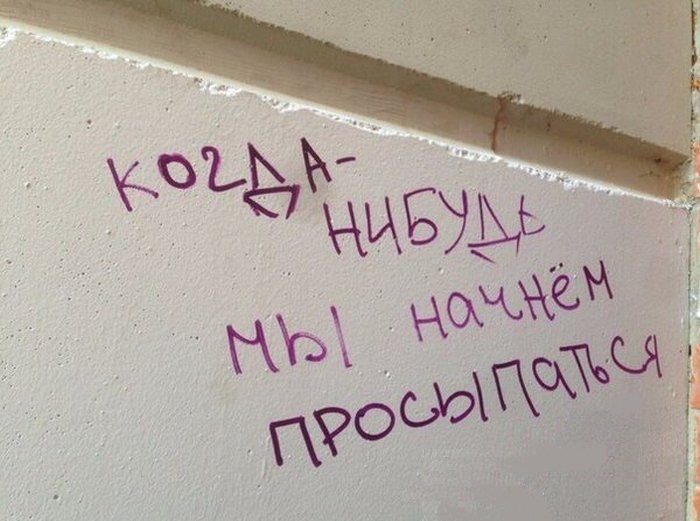 когдА-
нибудь
мы начнём
просыпаться